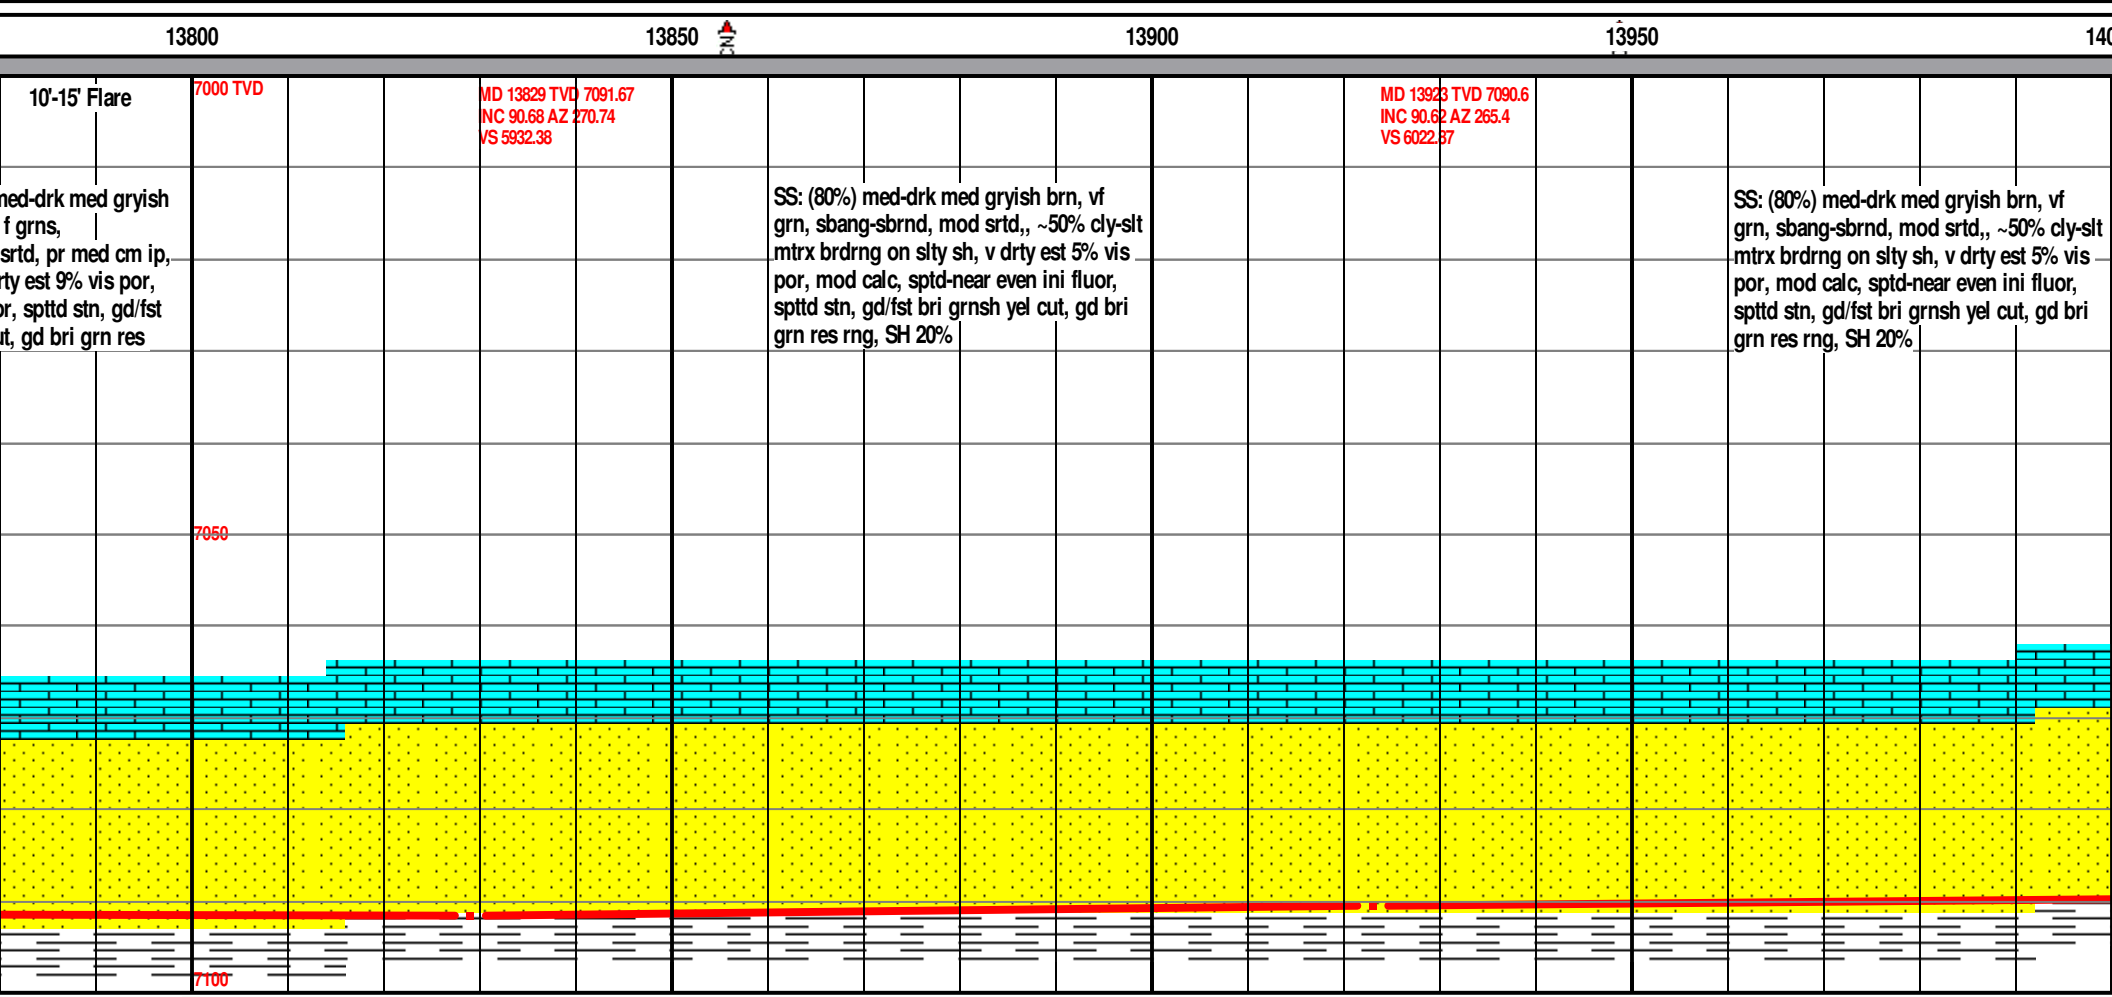 13800 13850 CN 13900 13950 140
10'-15' Flare
7000 TVD
MD 13829 TVD 7091.67
INC 90.68 AZ 270.74
VS 5932.38
MD 13923 TVD 7090.6
INC 90.62 AZ 265.4
VS 6022.87
med-drk med gryish
f grns,
srtd, pr med cm ip,
rty est 9% vis por,
or, spttd stn, gd/fst
ut, gd bri grn res
SS: (80%) med-drk med gryish brn, vf
grn, sbang-sbrnd, mod srtd,, ~50% cly-slt
mtrx brdrng on slty sh, v drty est 5% vis
por, mod calc, sptd-near even ini fluor,
spttd stn, gd/fst bri grnsh yel cut, gd bri
grn res rng, SH 20%
SS: (80%) med-drk med gryish brn, vf
grn, sbang-sbrnd, mod srtd,, ~50% cly-slt
mtrx brdrng on slty sh, v drty est 5% vis
por, mod calc, sptd-near even ini fluor,
spttd stn, gd/fst bri grnsh yel cut, gd bri
grn res rng, SH 20%
7050
7100